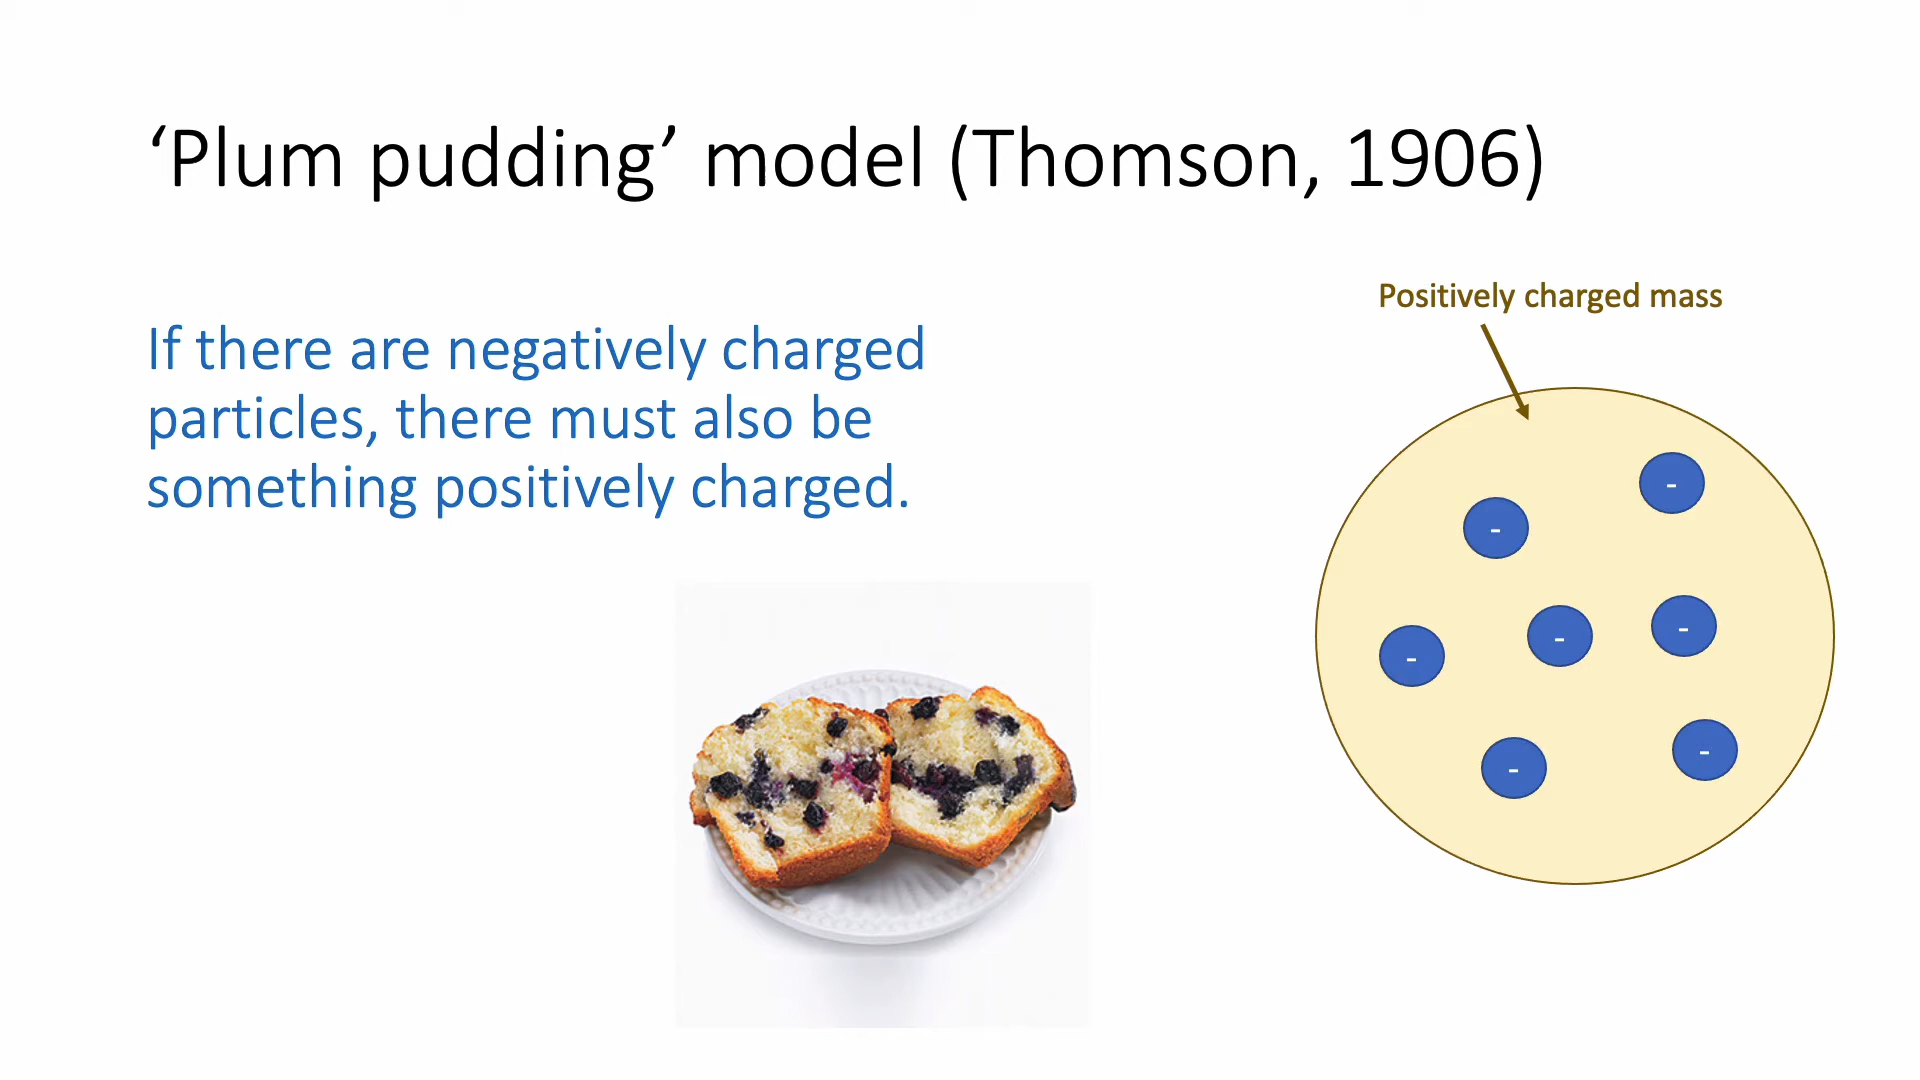 ‘Plum pudding’ model (Thomson, 1906)
If there are negatively charged
particles, there must also be
something positively charged.
Positively charged mass
-
-
-
-
-
-
-